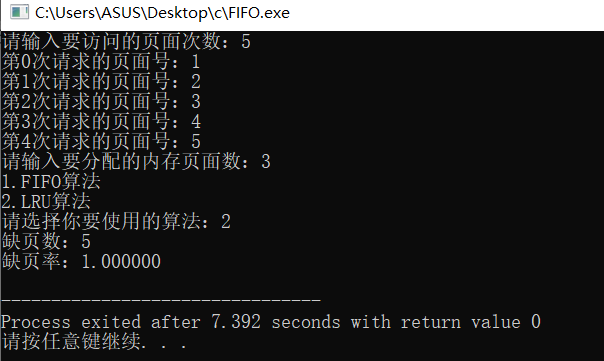 C:\Users\ASUS\Desktop\c\FIFO.exe
请输入要访问的页面次数：5
第0次请求的页面号：1
第1次请求的页面号：2
第2次请求的页面号：3
第3次请求的页面号：4
第4次请求的页面号：5
请输入要分配的内存页面数：3
1.FIFO算法
2.LRU算法
请选择你要使用的算法：2
缺页数：5
缺页率：1.000000
--------------------------------
Process exited after 7.392 seconds with return value 0
请按任意键继续. . .